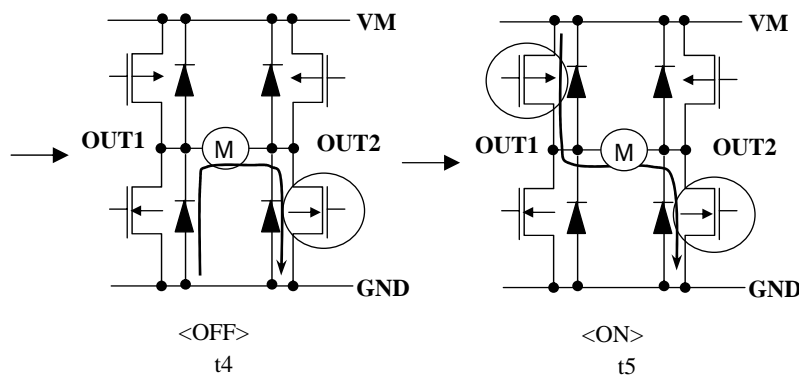 VM VM
OUT1 M OUT2 OUT1 M OUT2
GND GND
<OFF> <ON>
t4 t5